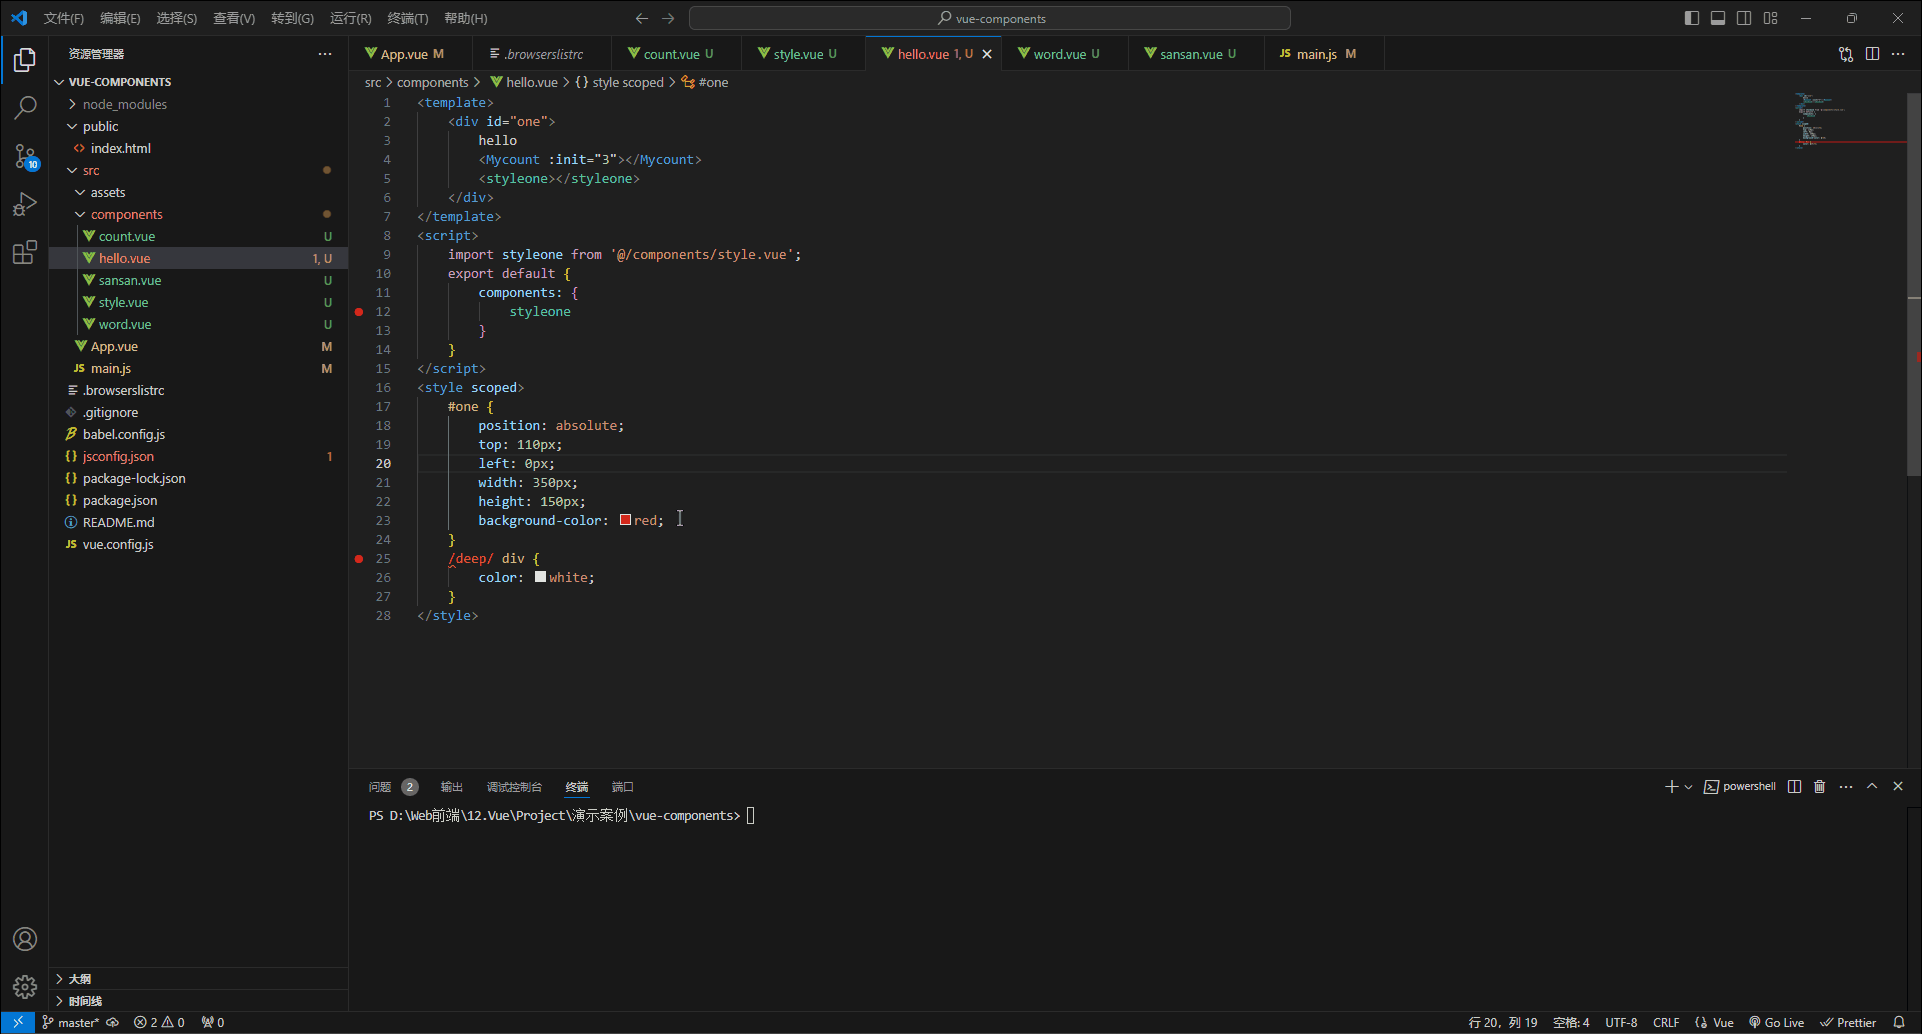 文件(F) 编辑(E) 选择(S) 查看(V) 转到(G) 运行(R) 终端(T) 帮助(H) vue-components
资源管理器
VUE-COMPONENTS
node_modules
public
index.html
src
assets
components
count.vue U
hello.vue 1, U
sansan.vue U
style.vue U
word.vue U
App.vue M
JS main.js M
.browserslistrc
.gitignore
babel.config.js
{} jsconfig.json 1
{} package-lock.json
{} package.json
README.md
JS vue.config.js
大纲
时间线
10
App.vue M .browserslistrc count.vue U style.vue U hello.vue 1, U word.vue U sansan.vue U JS main.js M
src > components > hello.vue > {} style scoped > #one
1 <template>
2 <div id="one">
3 hello
4 <Mycount :init="3"></Mycount>
5 <styleone></styleone>
6 </div>
7 </template>
8 <script>
9 import styleone from '@/components/style.vue';
10 export default {
11 components: {
12 styleone
13 }
14 }
15 </script>
16 <style scoped>
17 #one {
18 position: absolute;
19 top: 110px;
20 left: 0px;
21 width: 350px;
22 height: 150px;
23 background-color: red;
24 }
25 /deep/ div {
26 color: white;
27 }
28 </style>
问题 2 输出 调试控制台 终端 端口 powershell
PS D:\Web前端\12.Vue\Project\演示案例\vue-components>
master* 2 0 0 行 20, 列 19 空格: 4 UTF-8 CRLF Vue Go Live Prettier